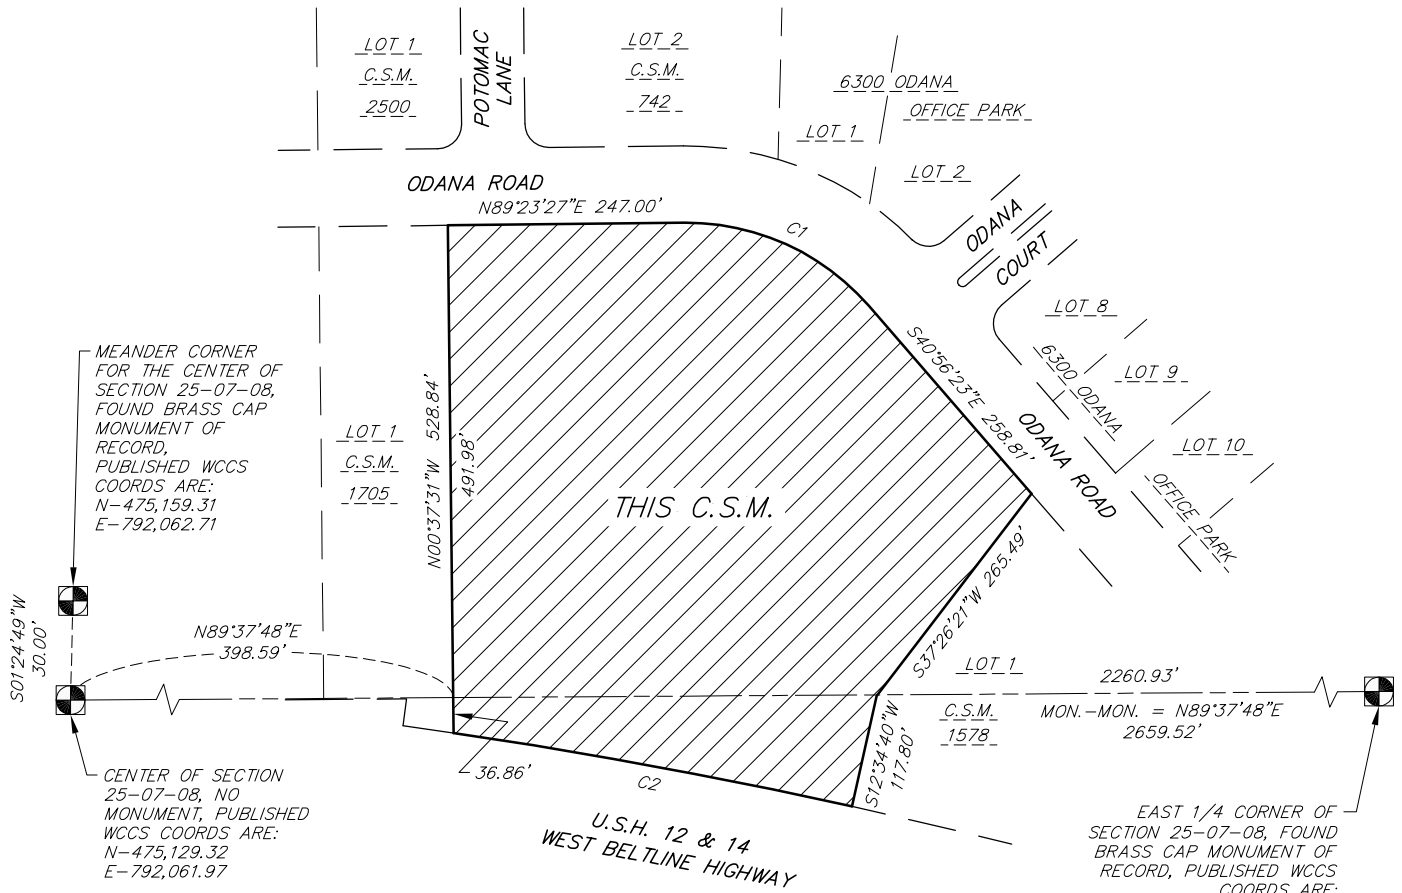 LOT 1
C.S.M.
2500
POTOMAC
LANE
LOT 2
C.S.M.
742
6300 ODANA
OFFICE PARK
LOT 1
LOT 2
ODANA ROAD
N89°23'27"E 247.00'
C1
ODANA
COURT
LOT 8
6300 ODANA
LOT 9
LOT 10
OFFICE PARK
S40°56'23"E 258.81'
ODANA ROAD
MEANDER CORNER
FOR THE CENTER OF
SECTION 25-07-08,
FOUND BRASS CAP
MONUMENT OF
RECORD,
PUBLISHED WCCS
COORDS ARE:
N-475,159.31
E-792,062.71
LOT 1
C.S.M.
1705
N00°37'31"W 528.84'
491.98'
THIS C.S.M.
S37°26'21"W 265.49'
S01°24'49"W
30.00'
N89°37'48"E
398.59'
LOT 1
C.S.M.
1578
2260.93'
MON.-MON. = N89°37'48"E
2659.52'
S12°34'40"W
117.80'
36.86'
C2
CENTER OF SECTION
25-07-08, NO
MONUMENT, PUBLISHED
WCCS COORDS ARE:
N-475,129.32
E-792,061.97
U.S.H. 12 & 14
WEST BELTLINE HIGHWAY
EAST 1/4 CORNER OF
SECTION 25-07-08, FOUND
BRASS CAP MONUMENT OF
RECORD, PUBLISHED WCCS
COORDS ARE: